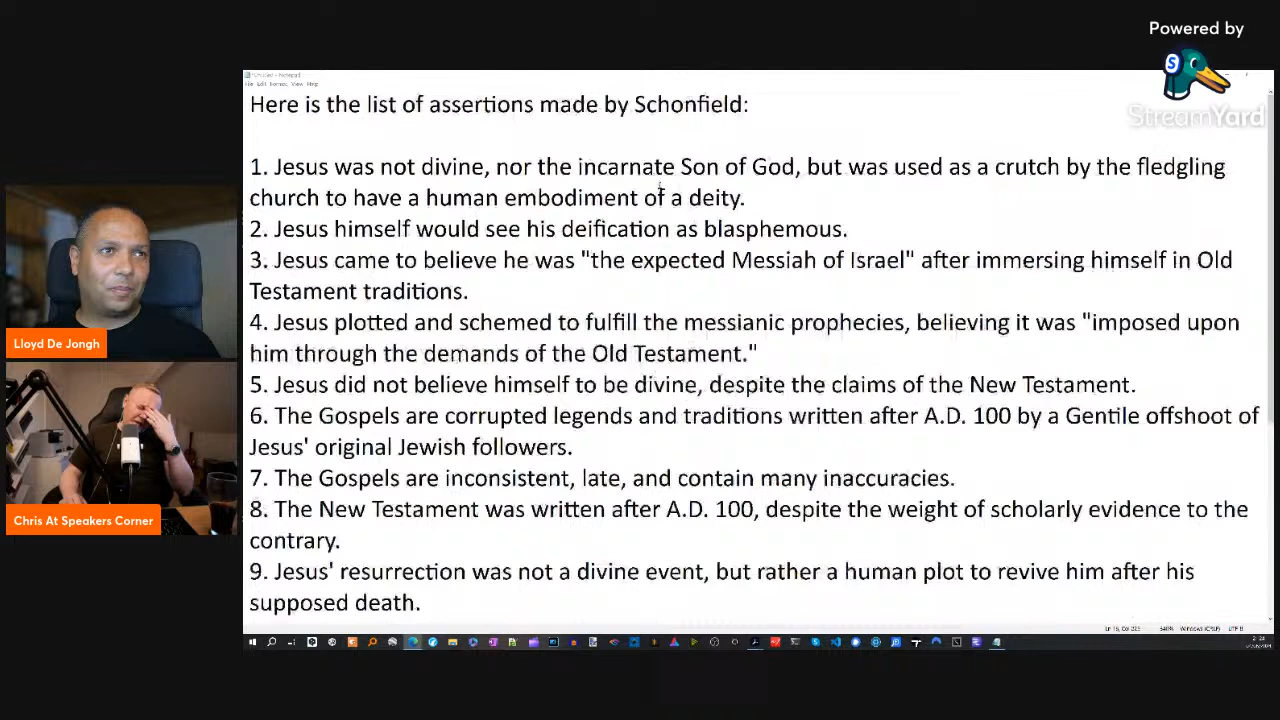 Powered by
StreamYard
Untitled - Notepad
File Edit Format View Help
Here is the list of assertions made by Schonfield:
1. Jesus was not divine, nor the incarnate Son of God, but was used as a crutch by the fledgling
church to have a human embodiment of a deity.
2. Jesus himself would see his deification as blasphemous.
3. Jesus came to believe he was "the expected Messiah of Israel" after immersing himself in Old
Testament traditions.
4. Jesus plotted and schemed to fulfill the messianic prophecies, believing it was "imposed upon
him through the demands of the Old Testament."
5. Jesus did not believe himself to be divine, despite the claims of the New Testament.
6. The Gospels are corrupted legends and traditions written after A.D. 100 by a Gentile offshoot of
Jesus' original Jewish followers.
7. The Gospels are inconsistent, late, and contain many inaccuracies.
8. The New Testament was written after A.D. 100, despite the weight of scholarly evidence to the
contrary.
9. Jesus' resurrection was not a divine event, but rather a human plot to revive him after his
supposed death.
Lloyd De Jongh
Chris At Speakers Corner
Windows (CRLF)